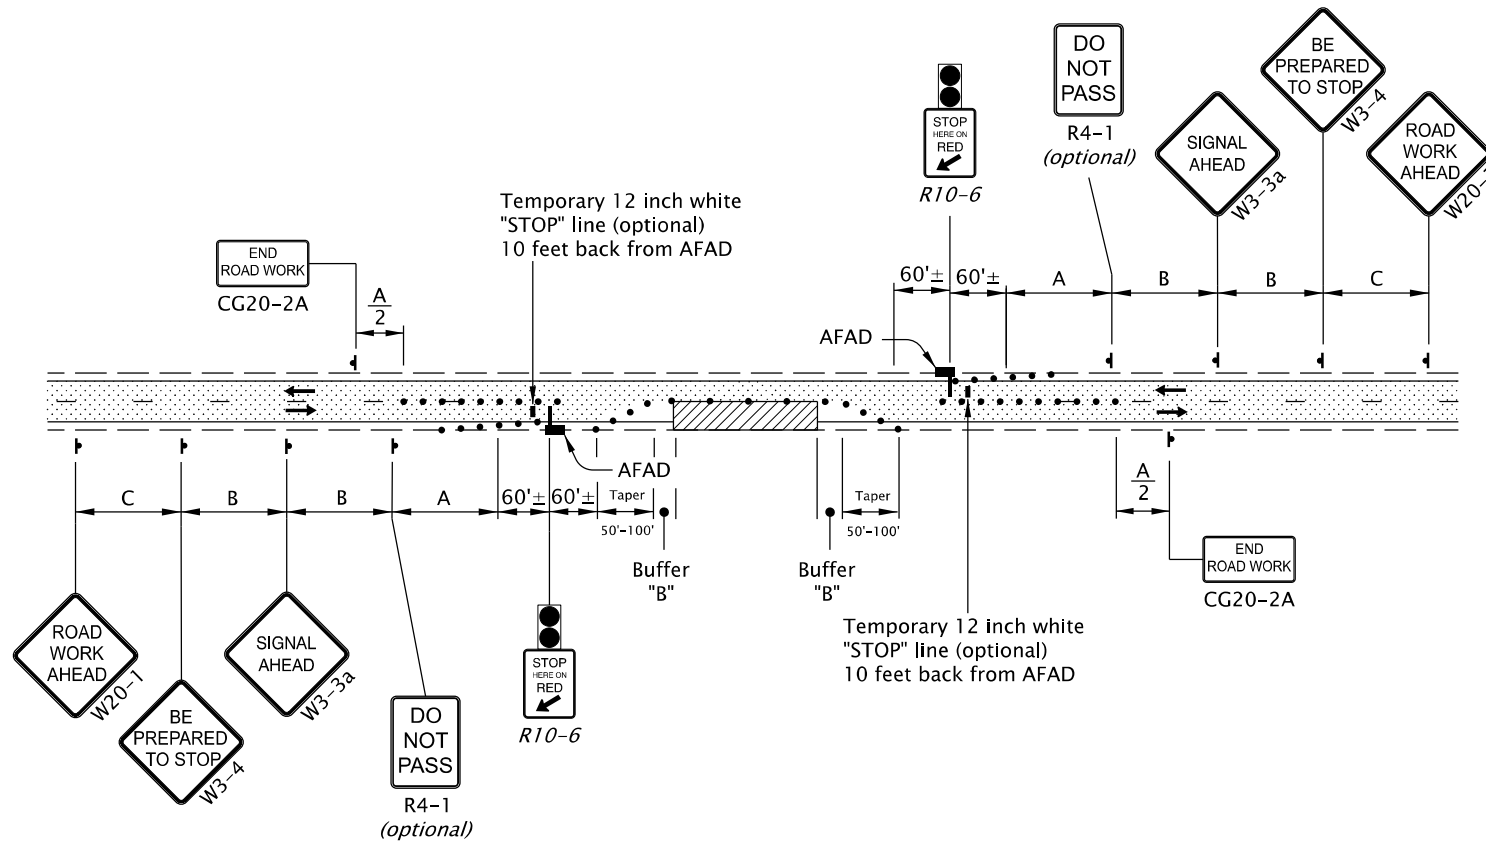 BE
PREPARED
TO STOP
W3-4
DO
NOT
PASS
R4-1
(optional)
STOP
HERE ON
RED
R10-6
SIGNAL
AHEAD
W3-3a
ROAD
WORK
AHEAD
Temporary 12 inch white
"STOP" line (optional)
10 feet back from AFAD
END
ROAD WORK
CG20-2A
A
2
60'± 60'± A B B C
AFAD
AFAD
C B B A 60'± 60'± Taper
50'-100'
Taper
50'-100'
A
2
Buffer
"B"
Buffer
"B"
END
ROAD WORK
CG20-2A
Temporary 12 inch white
"STOP" line (optional)
10 feet back from AFAD
ROAD
WORK
AHEAD
W20-1
BE
PREPARED
TO STOP
W3-4
SIGNAL
AHEAD
W3-3a
DO
NOT
PASS
R4-1
(optional)
STOP
HERE ON
RED
R10-6